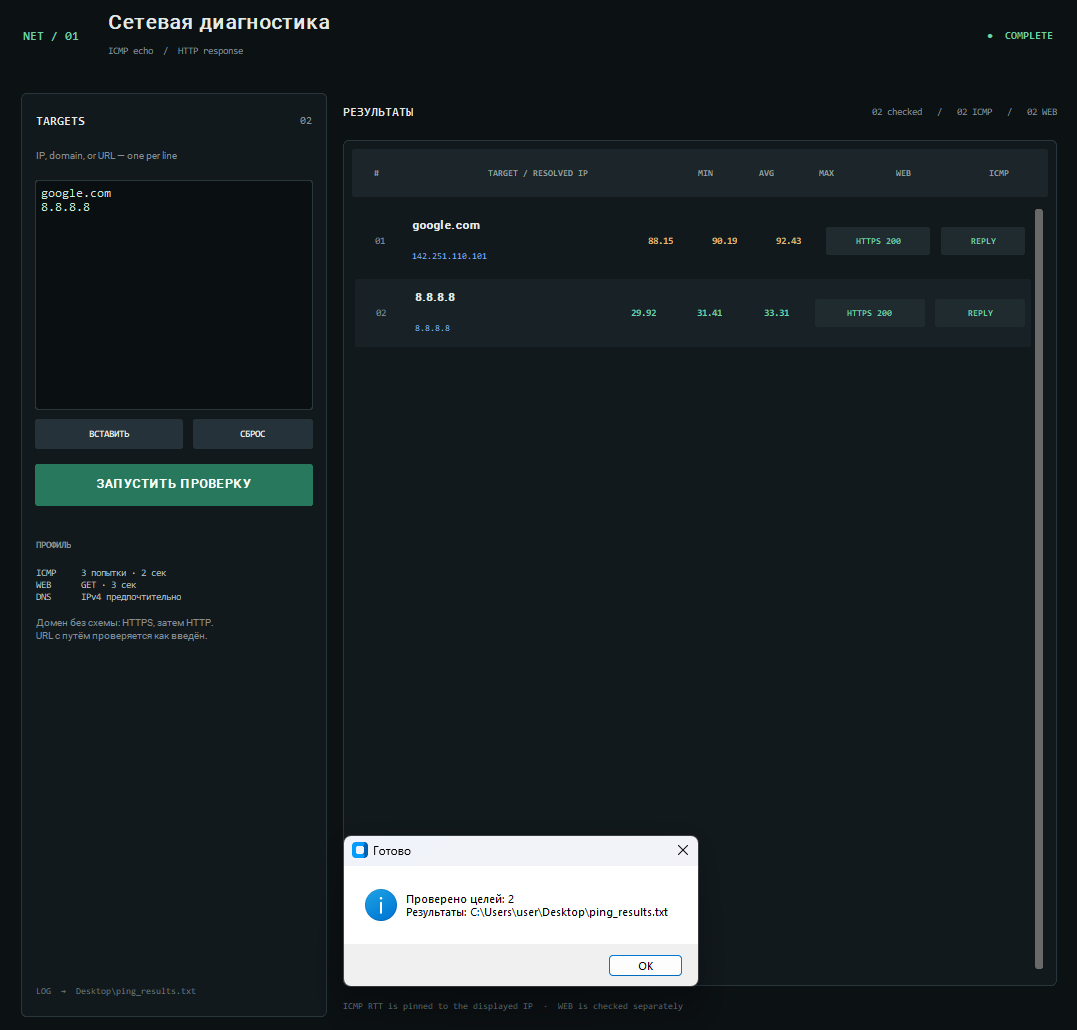 NET / 01
Сетевая диагностика
ICMP echo / HTTP response
● COMPLETE
TARGETS 02
IP, domain, or URL — one per line
google.com
8.8.8.8
ВСТАВИТЬ СБРОС
ЗАПУСТИТЬ ПРОВЕРКУ
ПРОФИЛЬ
ICMP 3 попытки · 2 сек
WEB GET · 3 сек
DNS IPv4 предпочтительно
Домен без схемы: HTTPS, затем HTTP.
URL с путём проверяется как введён.
LOG → Desktop\ping_results.txt
РЕЗУЛЬТАТЫ 02 checked / 02 ICMP / 02 WEB
# TARGET / RESOLVED IP MIN AVG MAX WEB ICMP
google.com
01 88.15 90.19 92.43 HTTPS 200 REPLY
142.251.110.101
8.8.8.8
02 29.92 31.41 33.31 HTTPS 200 REPLY
8.8.8.8
Готово
Проверено целей: 2
Результаты: C:\Users\user\Desktop\ping_results.txt
OK
ICMP RTT is pinned to the displayed IP · WEB is checked separately